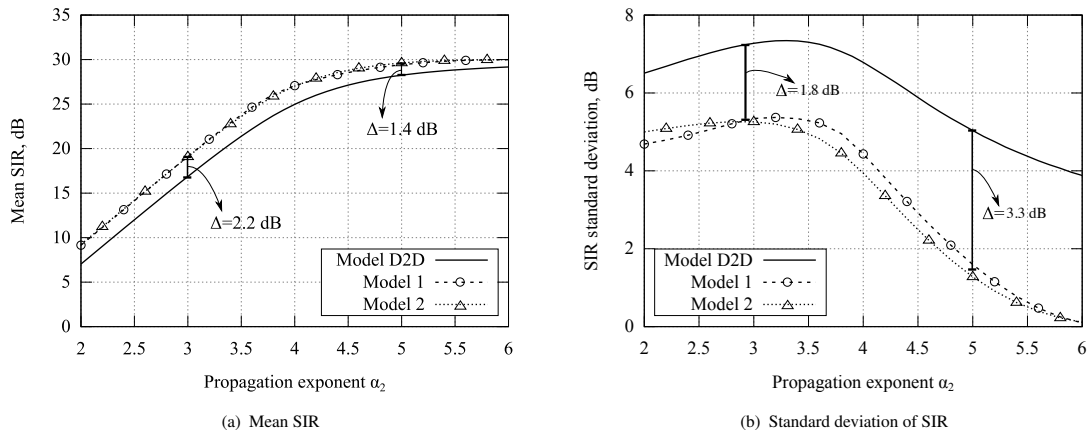 35
30
25
20
15
10
5
0
2 2.5 3 3.5 4 4.5 5 5.5 6
Mean SIR, dB
Propagation exponent α₂
Δ=2.2 dB
Δ=1.4 dB
Model D2D
Model 1
Model 2
(a) Mean SIR
8
6
4
2
0
2 2.5 3 3.5 4 4.5 5 5.5 6
SIR standard deviation, dB
Propagation exponent α₂
Δ=1.8 dB
Δ=3.3 dB
Model D2D
Model 1
Model 2
(b) Standard deviation of SIR